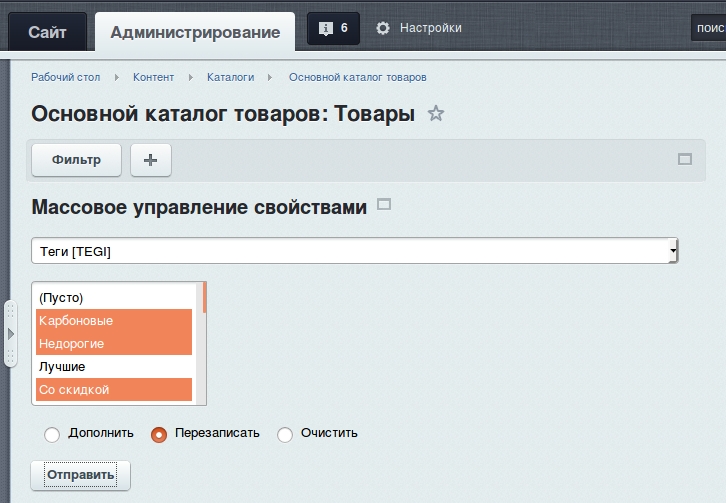 Сайт
Администрирование
6
Настройки
поис
Рабочий стол Контент Каталоги Основной каталог товаров
Основной каталог товаров: Товары
Фильтр +
Массовое управление свойствами
Теги [TEGI]
(Пусто)
Карбоновые
Недорогие
Лучшие
Со скидкой
Дополнить Перезаписать Очистить
Отправить